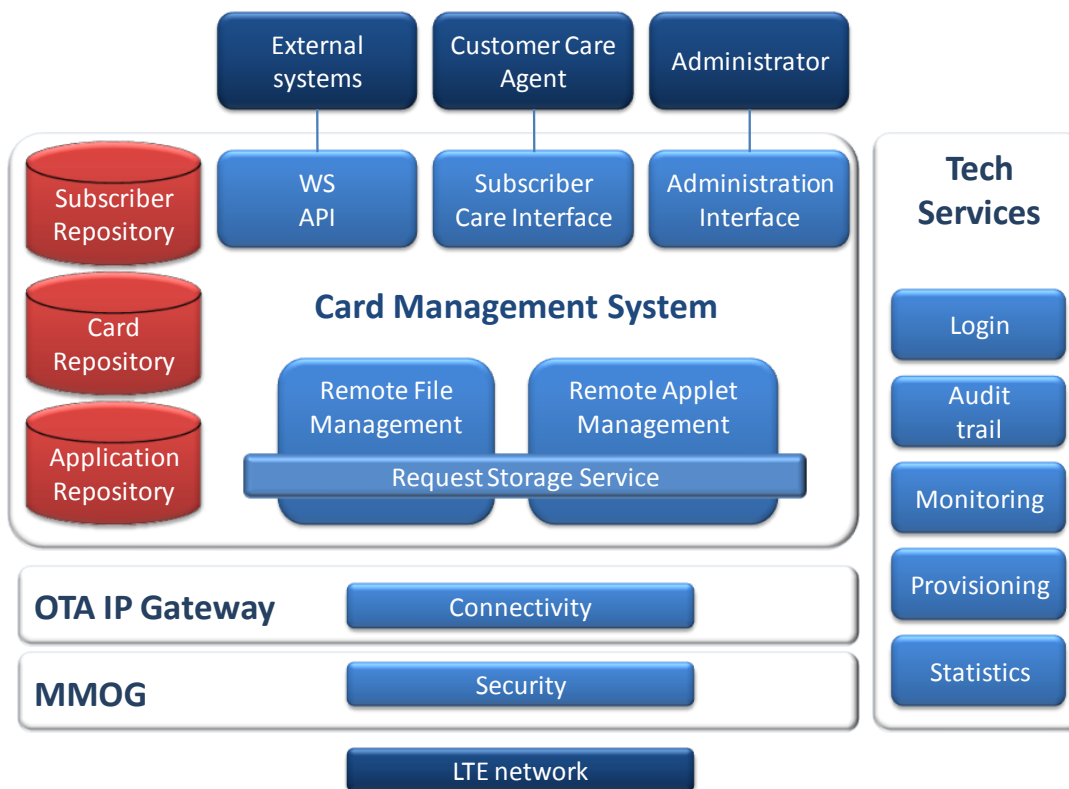 External
systems
Customer Care
Agent
Administrator
Subscriber
Repository
WS
API
Subscriber
Care Interface
Administration
Interface
Tech
Services
Card Management System
Card
Repository
Login
Remote File
Management
Remote Applet
Management
Audit
trail
Application
Repository
Request Storage Service
Monitoring
OTA IP Gateway
Connectivity
Provisioning
MMOG
Security
Statistics
LTE network